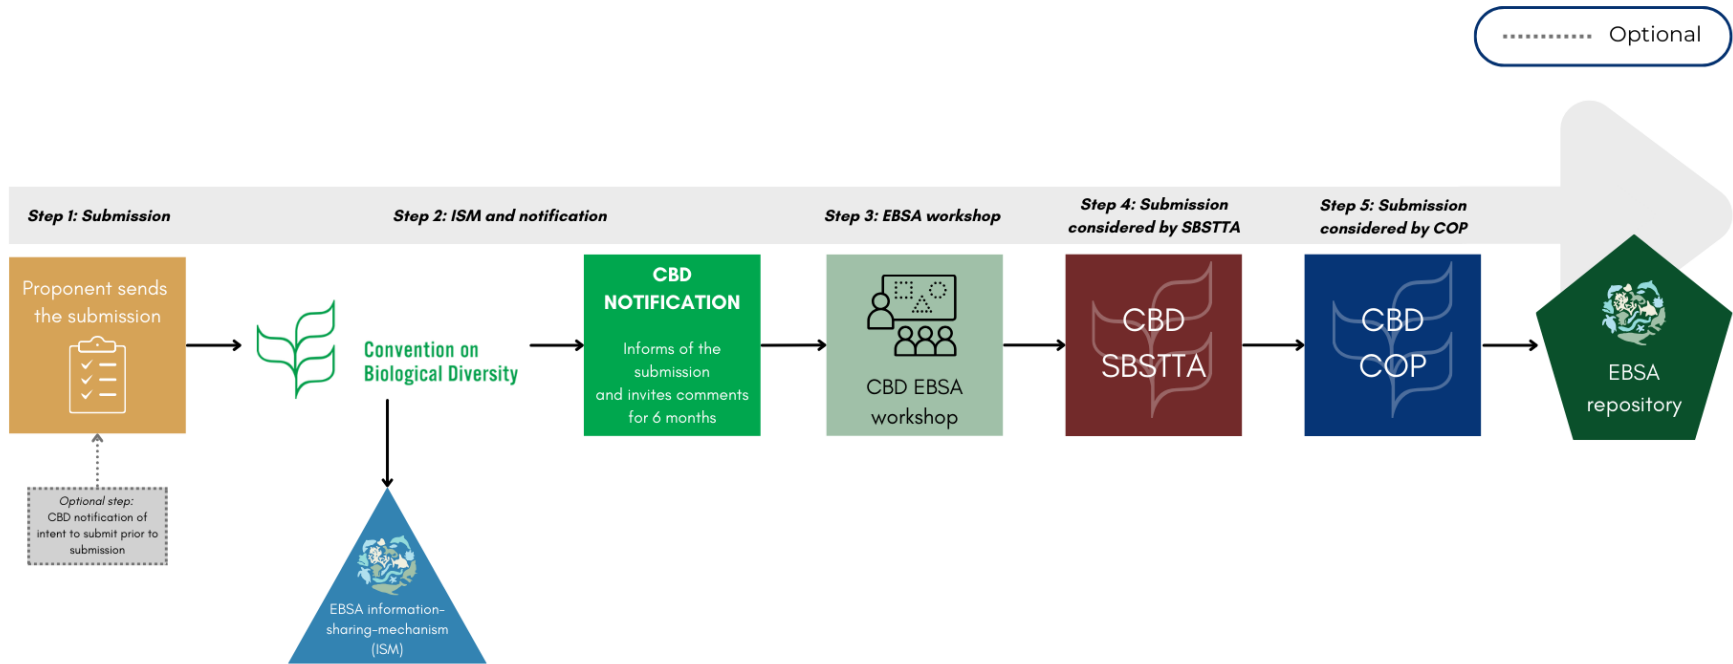 Optional
Step 1: Submission
Step 2: ISM and notification
Step 3: EBSA workshop
Step 4: Submission
considered by SBSTTA
Step 5: Submission
considered by COP
Proponent sends
the submission
Optional step:
CBD notification of
intent to submit prior to
submission
Convention on
Biological Diversity
EBSA information-
sharing-mechanism
(ISM)
CBD
NOTIFICATION
Informs of the
submission
and invites comments
for 6 months
CBD EBSA
workshop
CBD
SBSTTA
CBD
COP
EBSA
repository